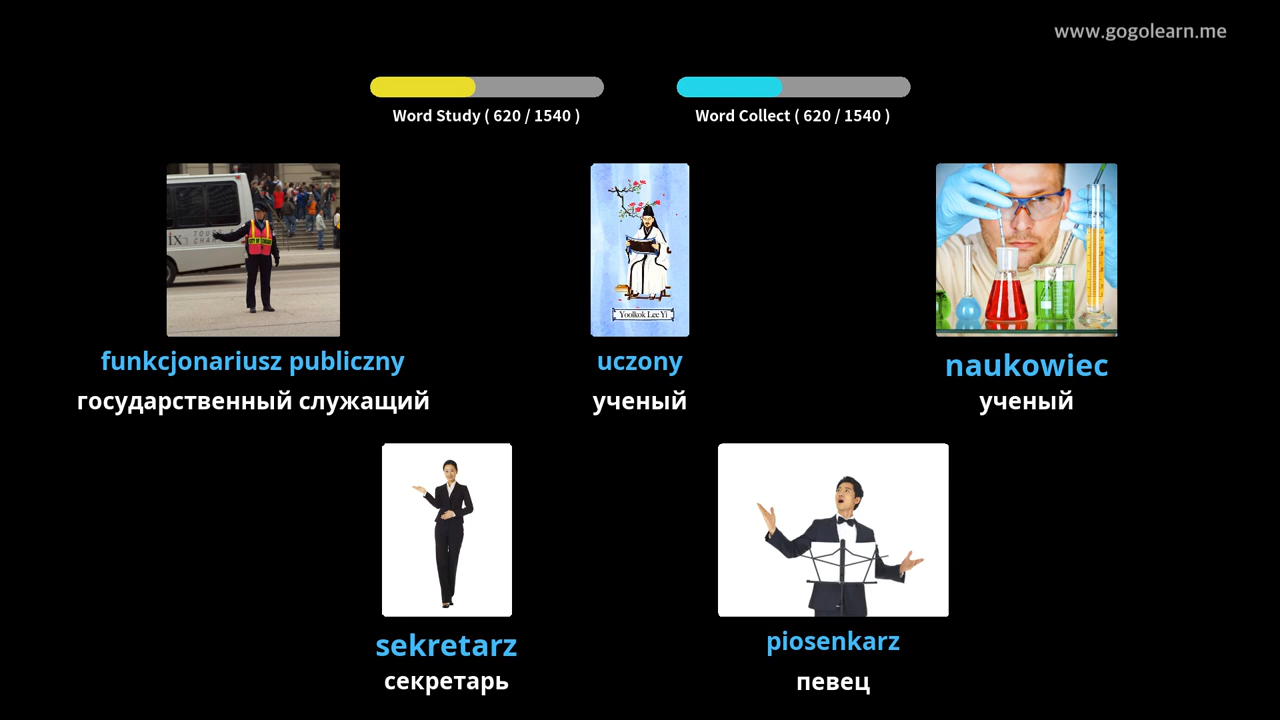 www.gogolearn.me
Word Study ( 620 / 1540 )
Word Collect ( 620 / 1540 )
Yoolkok Lee Yi
funkcjonariusz publiczny
государственный служащий
uczony
ученый
naukowiec
ученый
sekretarz
секретарь
piosenkarz
певец